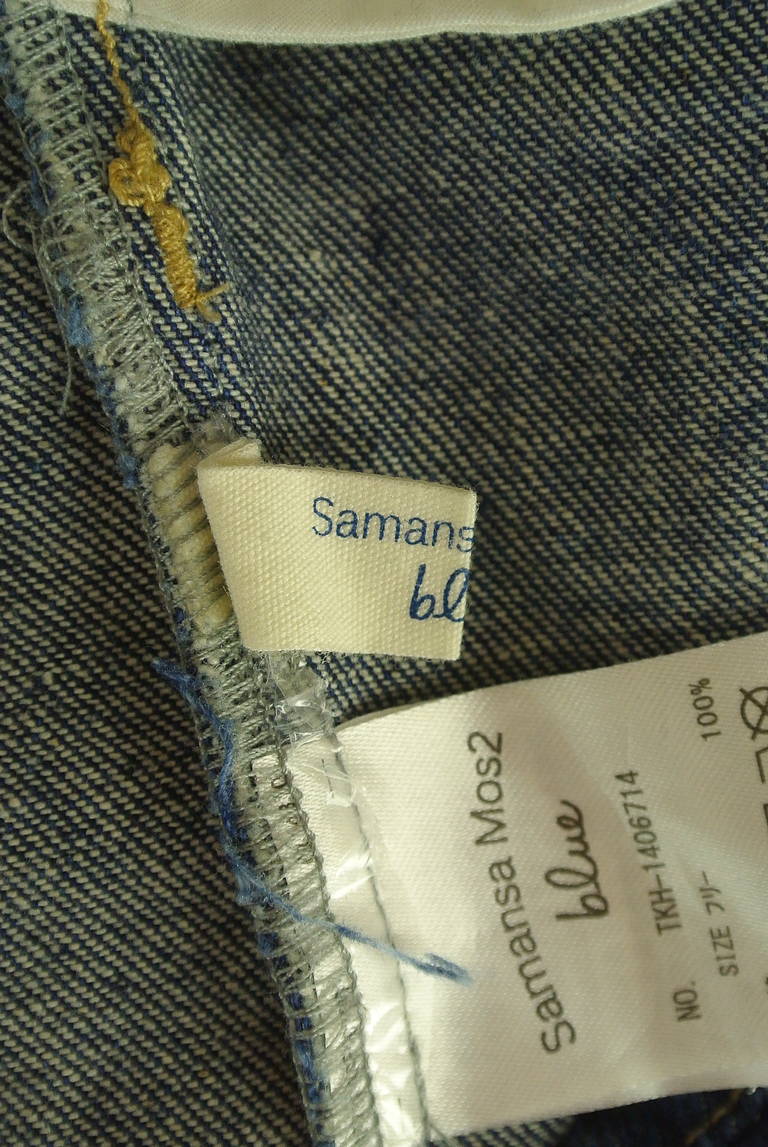 Samans
bl
Samansa Mos2
blue
NO. TKH-1406714
SIZE フリー
100%